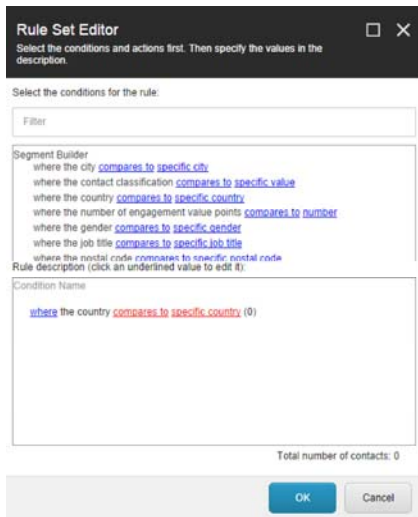 Rule Set Editor
Select the conditions and actions first. Then specify the values in the
description.
Select the conditions for the rule:
Filter
Segment Builder
where the city compares to specific city
where the contact classification compares to specific value
where the country compares to specific country
where the number of engagement value points compares to number
where the gender compares to specific gender
where the job title compares to specific job title
where the postal code compares to specific postal code
Rule description (click an underlined value to edit it):
Condition Name
where the country compares to specific country (0)
Total number of contacts: 0
OK
Cancel